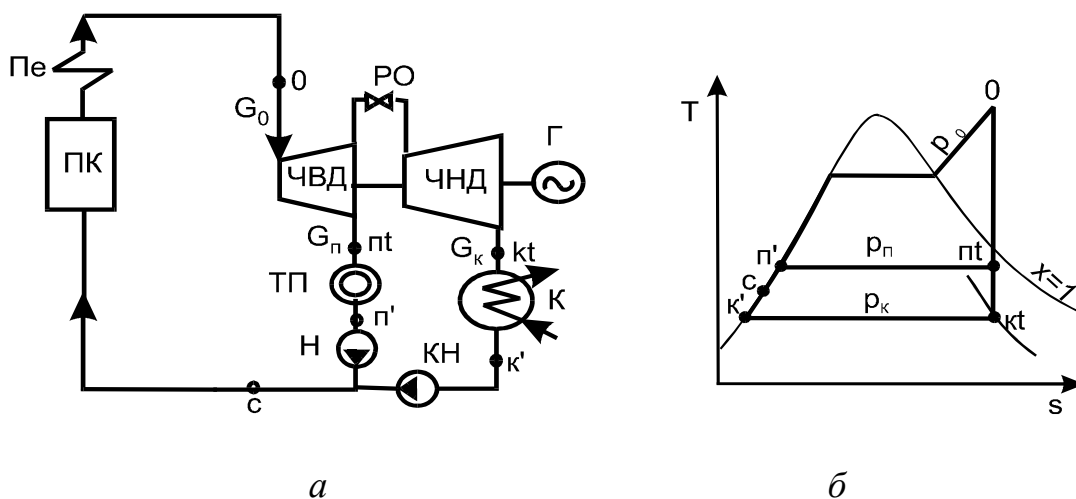 Пе
0
G₀
РО
Г
ПК
ЧВД
ЧНД
Gп
пt
Gк
kt
ТП
К
п'
Н
КН
к'
с
а
T
0
p₀
п'
pп
пt
с
к'
pк
кt
x=1
s
б